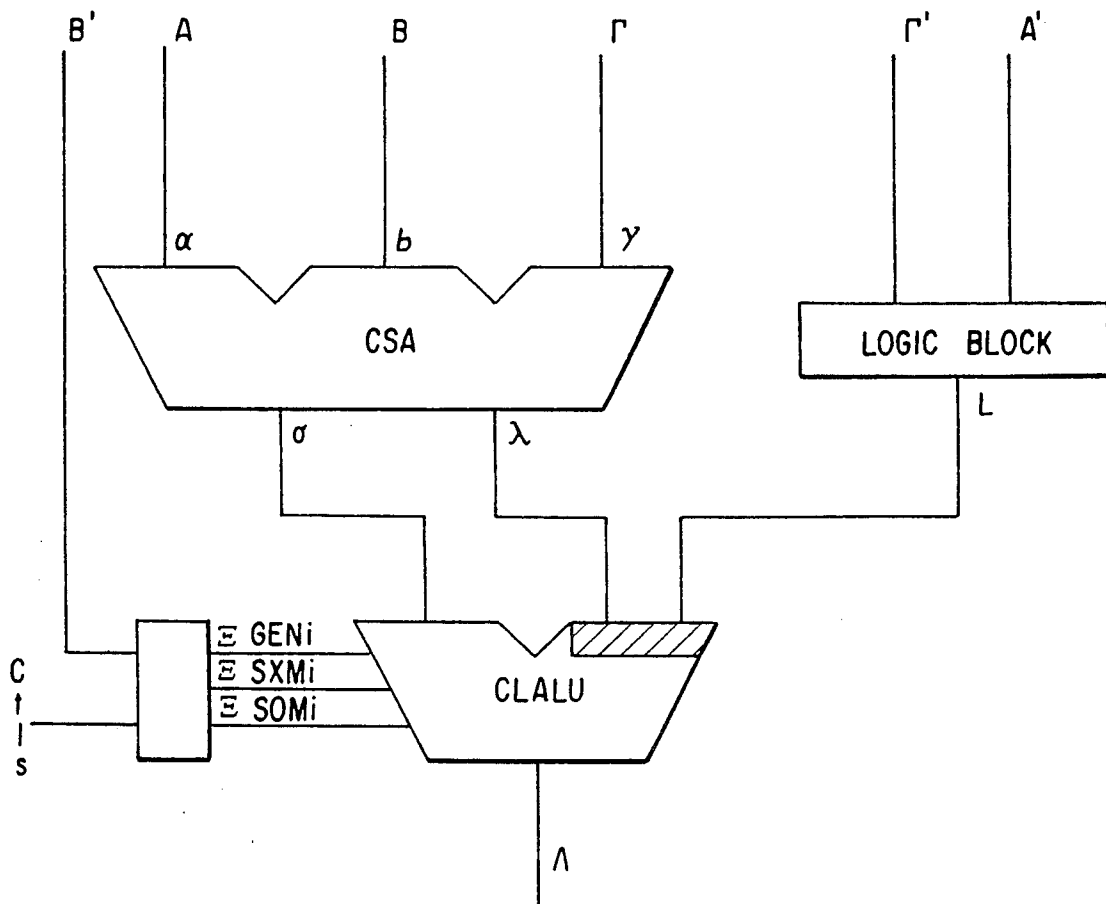 B' A B Γ Γ' A'
α b γ
CSA
LOGIC BLOCK
σ λ L
Ξ GENi
Ξ SXMi
Ξ SOMi
C
↑
I
s
CLALU
Λ